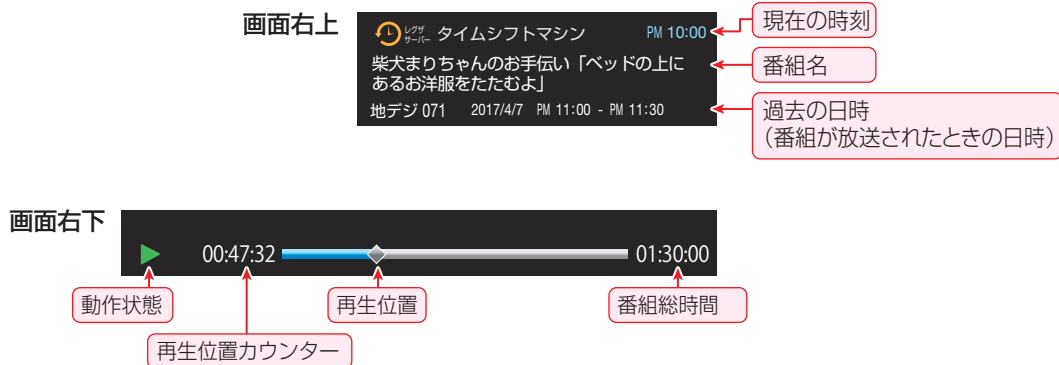 画面右上
レグザ
サーバー タイムシフトマシン PM 10:00
現在の時刻
柴犬まりちゃんのお手伝い「ベッドの上に
あるお洋服をたたむよ」
番組名
地デジ 071 2017/4/7 PM 11:00 - PM 11:30
過去の日時
(番組が放送されたときの日時)
画面右下
00:47:32 01:30:00
動作状態 再生位置 番組総時間
再生位置カウンター